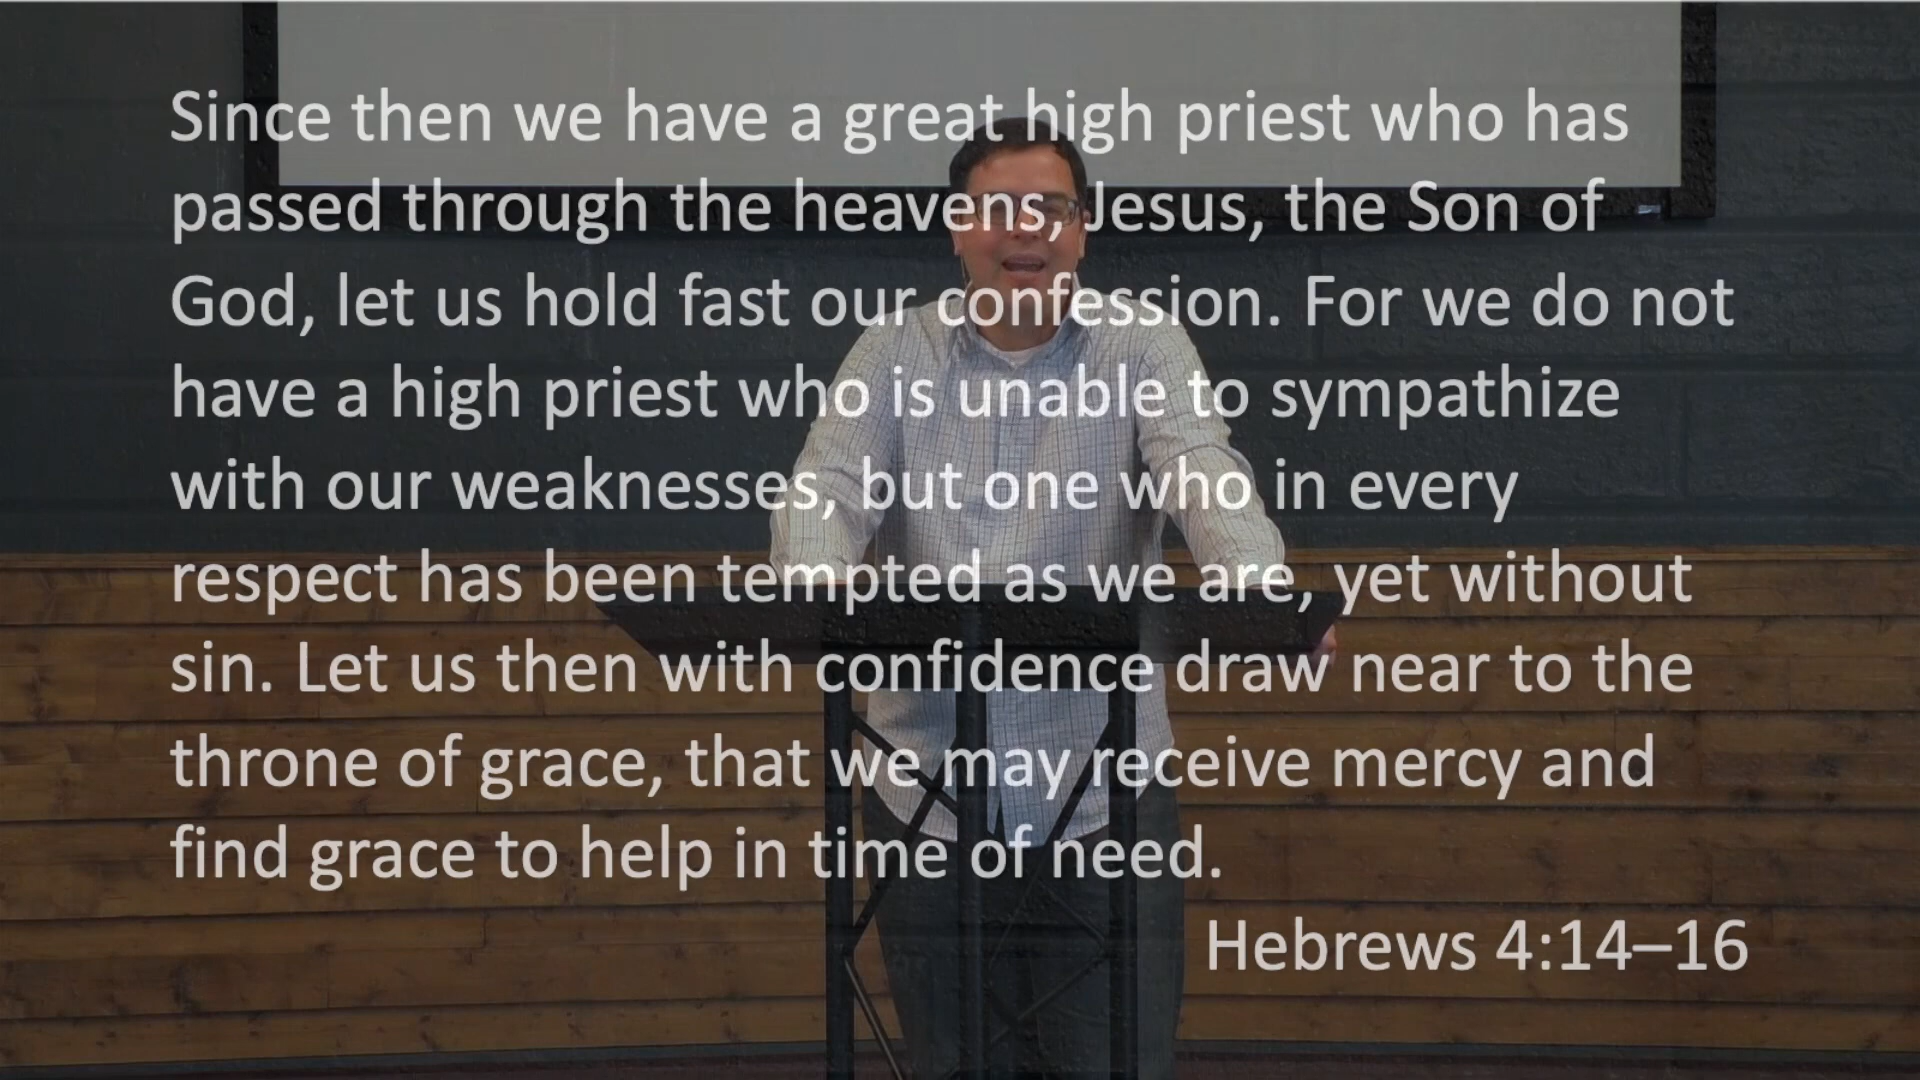 Since then we have a great high priest who has
passed through the heavens, Jesus, the Son of
God, let us hold fast our confession. For we do not
have a high priest who is unable to sympathize
with our weaknesses, but one who in every
respect has been tempted as we are, yet without
sin. Let us then with confidence draw near to the
throne of grace, that we may receive mercy and
find grace to help in time of need.
Hebrews 4:14–16